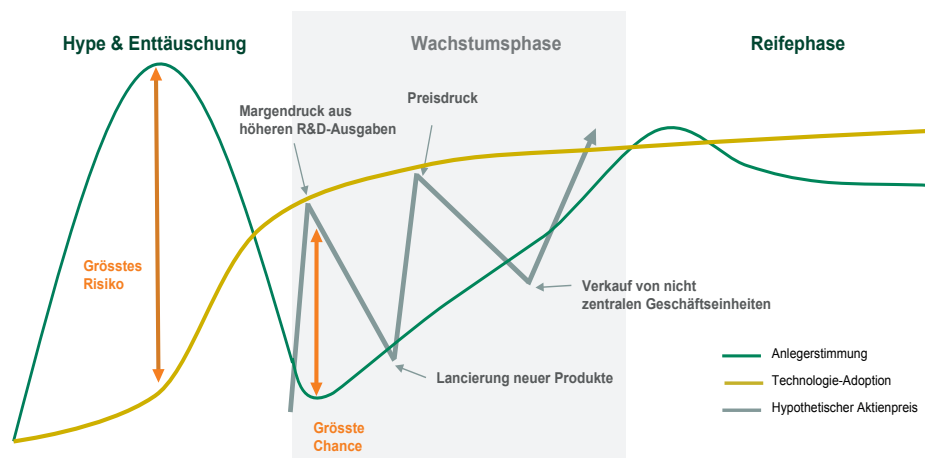 Hype & Enttäuschung
Wachstumsphase
Reifephase
Margendruck aus
höheren R&D-Ausgaben
Preisdruck
Grösstes
Risiko
Verkauf von nicht
zentralen Geschäftseinheiten
Lancierung neuer Produkte
Grösste
Chance
Anlegerstimmung
Technologie-Adoption
Hypothetischer Aktienpreis